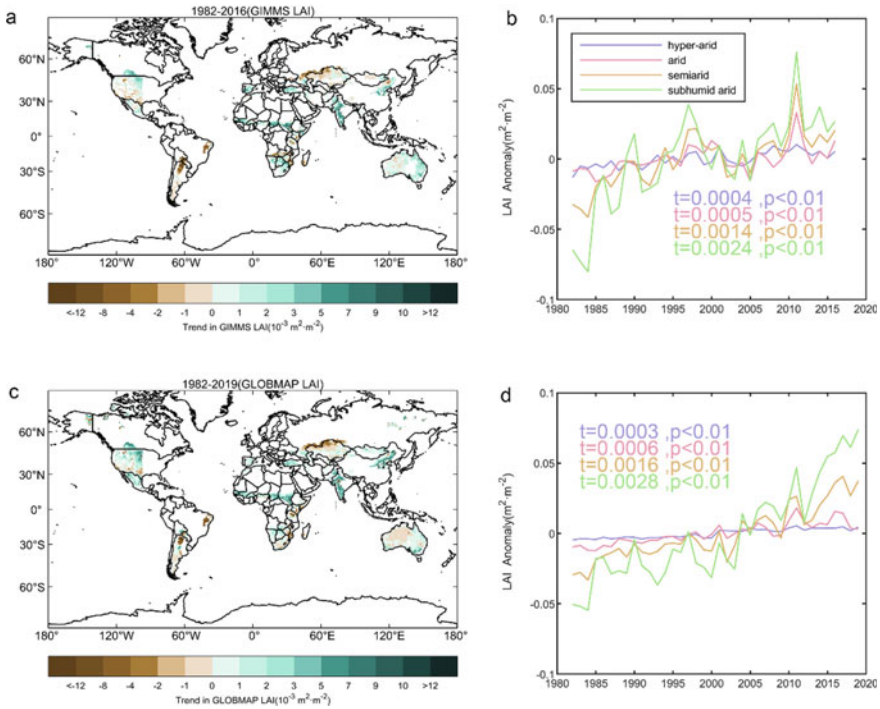 a
1982-2016(GIMMS LAI)
60°N
30°N
0°
30°S
60°S
180° 120°W 60°W 0° 60°E 120°E 180°
<-12 -8 -4 -2 -1 0 1 2 3 5 7 9 10 >12
Trend in GIMMS LAI(10⁻³ m²·m⁻²)
b
hyper-arid
arid
semiarid
subhumid arid
LAI Anomaly(m²·m⁻²)
0.1
0.05
0
-0.05
-0.1
t=0.0004 ,p<0.01
t=0.0005 ,p<0.01
t=0.0014 ,p<0.01
t=0.0024 ,p<0.01
1980 1985 1990 1995 2000 2005 2010 2015 2020
c
1982-2019(GLOBMAP LAI)
60°N
30°N
0°
30°S
60°S
180° 120°W 60°W 0° 60°E 120°E 180°
<-12 -8 -4 -2 -1 0 1 2 3 5 7 9 10 >12
Trend in GLOBMAP LAI(10⁻³ m²·m⁻²)
d
LAI Anomaly(m²·m⁻²)
0.1
0.05
0
-0.05
-0.1
t=0.0003 ,p<0.01
t=0.0006 ,p<0.01
t=0.0016 ,p<0.01
t=0.0028 ,p<0.01
1980 1985 1990 1995 2000 2005 2010 2015 2020